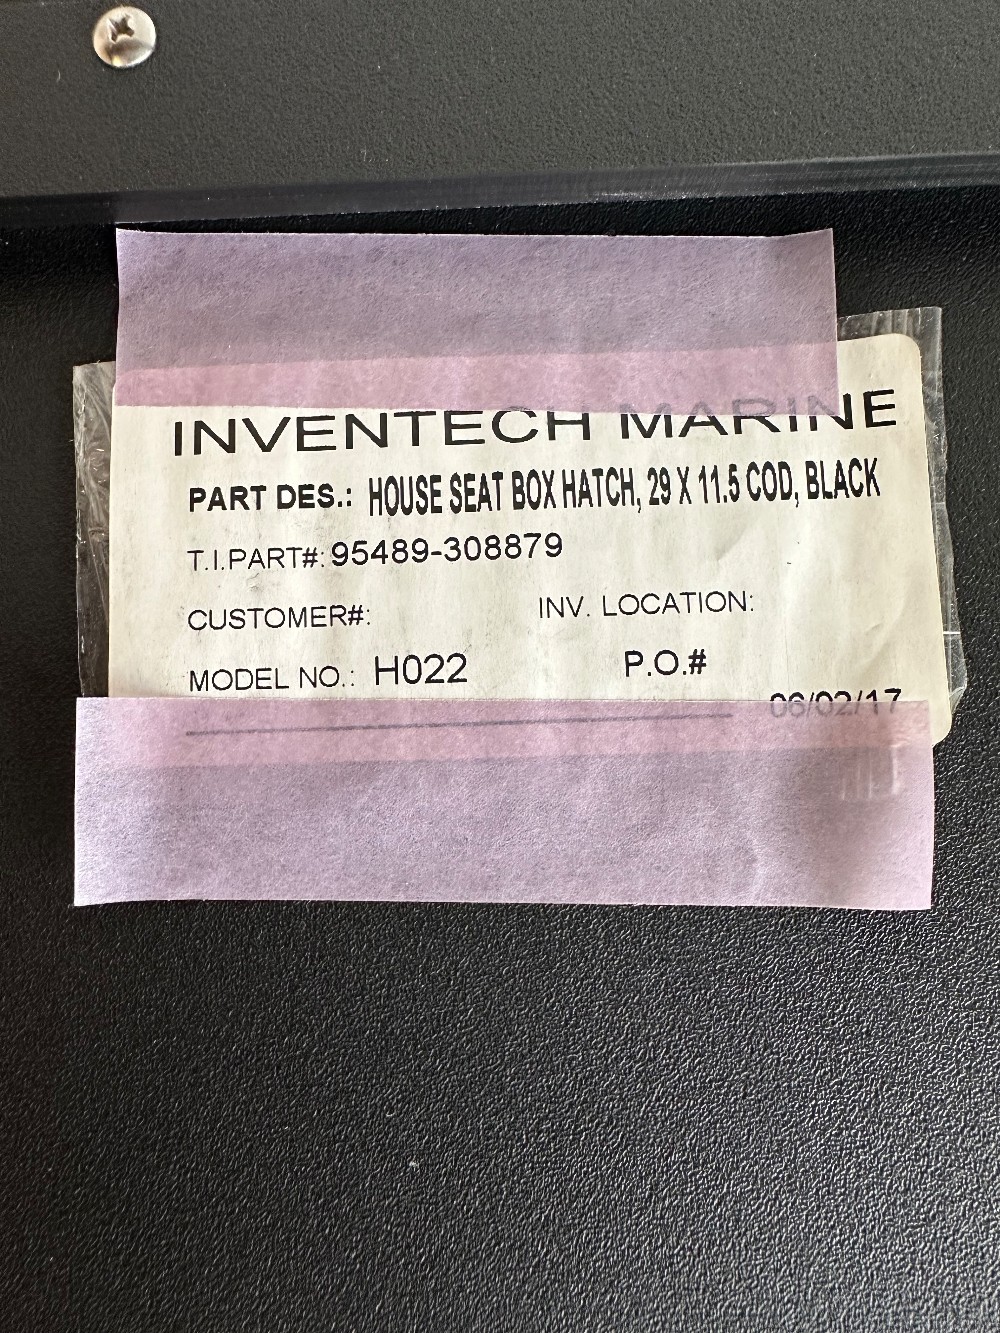 INVENTECH MARINE
PART DES.: HOUSE SEAT BOX HATCH, 29 X 11.5 COD, BLACK
T.I.PART#: 95489-308879
CUSTOMER#: INV. LOCATION:
MODEL NO.: H022 P.O.#
06/02/17